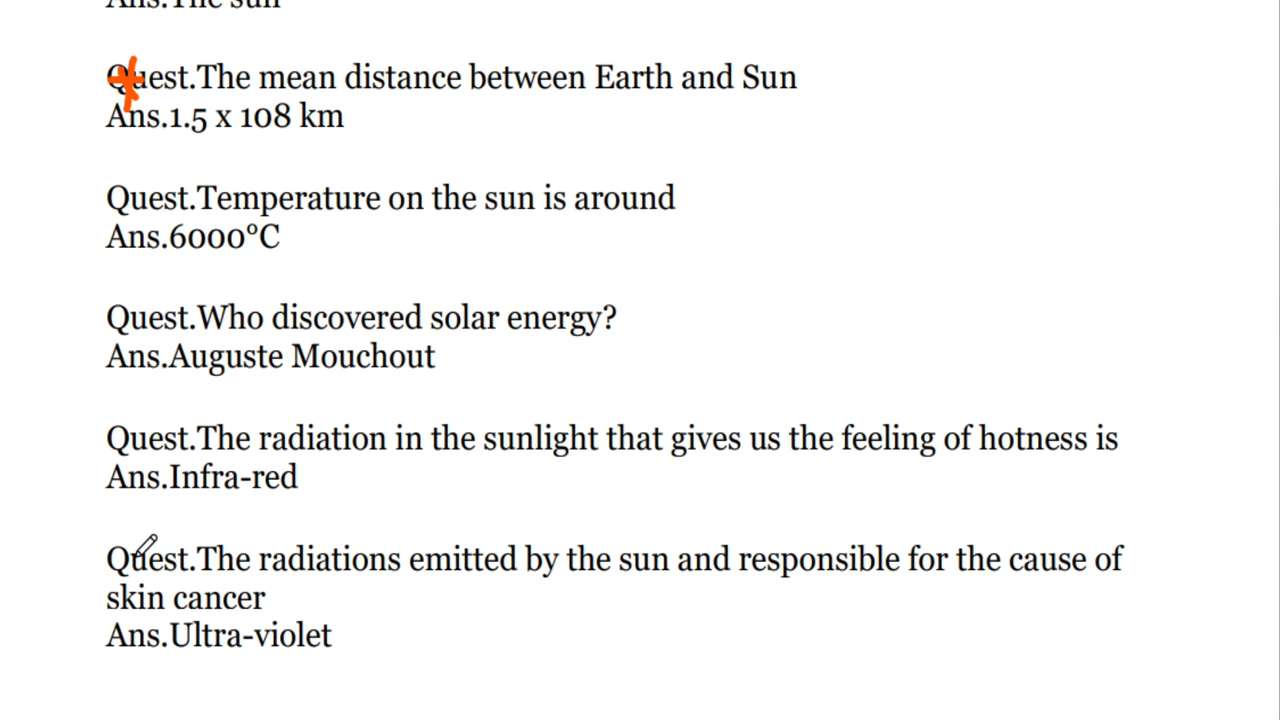 Ans.The sun
Quest.The mean distance between Earth and Sun
Ans.1.5 x 108 km
Quest.Temperature on the sun is around
Ans.6000°C
Quest.Who discovered solar energy?
Ans.Auguste Mouchout
Quest.The radiation in the sunlight that gives us the feeling of hotness is
Ans.Infra-red
Quest.The radiations emitted by the sun and responsible for the cause of
skin cancer
Ans.Ultra-violet